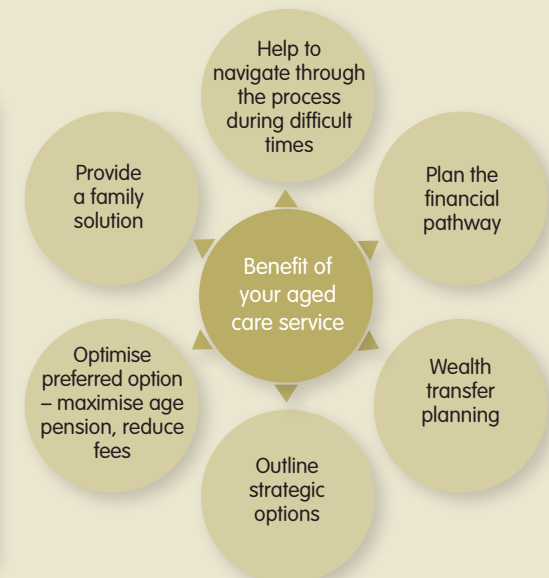 Help to
navigate through
the process
during difficult
times
Plan the
financial
pathway
Wealth
transfer
planning
Outline
strategic
options
Optimise
preferred option
– maximise age
pension, reduce
fees
Provide
a family
solution
Benefit of
your aged
care service